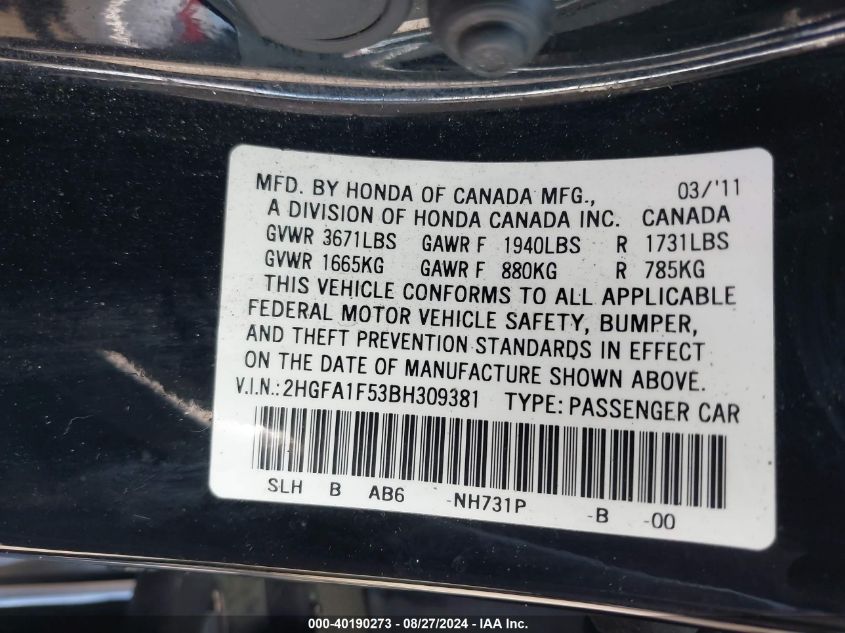 MFD. BY HONDA OF CANADA MFG., 03/'11
A DIVISION OF HONDA CANADA INC. CANADA
GVWR 3671LBS GAWR F 1940LBS R 1731LBS
GVWR 1665KG GAWR F 880KG R 785KG
THIS VEHICLE CONFORMS TO ALL APPLICABLE
FEDERAL MOTOR VEHICLE SAFETY, BUMPER,
AND THEFT PREVENTION STANDARDS IN EFFECT
ON THE DATE OF MANUFACTURE SHOWN ABOVE.
V.I.N.: 2HGFA1F53BH309381 TYPE: PASSENGER CAR
SLH B AB6 -NH731P -B -00
000-40190273 - 08/27/2024 - IAA Inc.